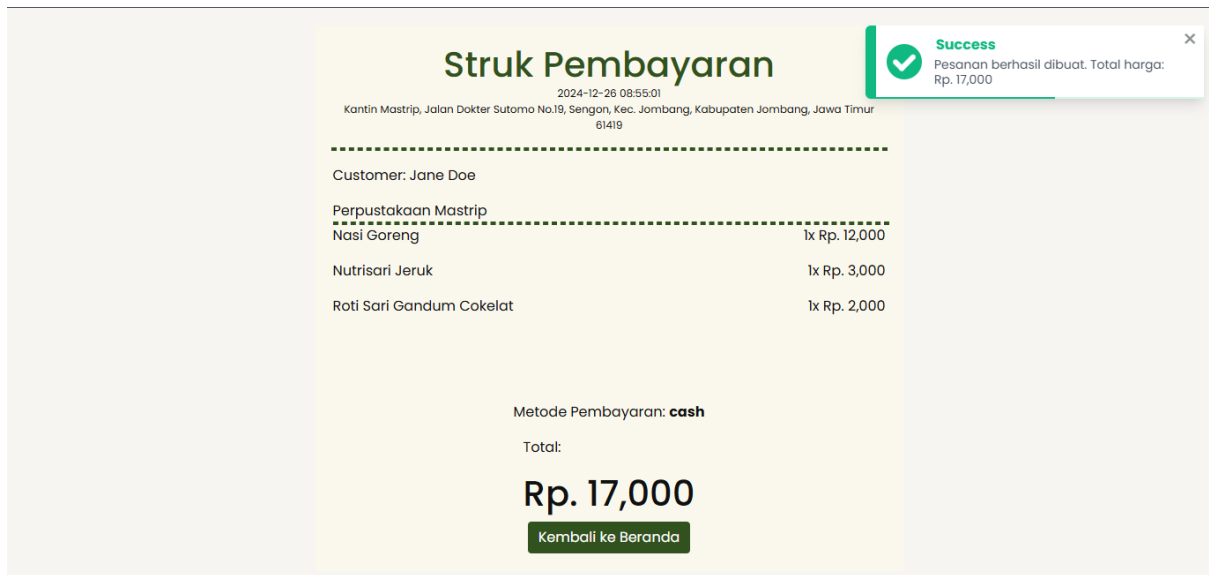 Struk Pembayaran
2024-12-26 08:55:01
Kantin Mastrip, Jalan Dokter Sutomo No.19, Sengon, Kec. Jombang, Kabupaten Jombang, Jawa Timur
61419
Customer: Jane Doe
Perpustakaan Mastrip
Nasi Goreng 1x Rp. 12,000
Nutrisari Jeruk 1x Rp. 3,000
Roti Sari Gandum Cokelat 1x Rp. 2,000
Metode Pembayaran: cash
Total:
Rp. 17,000
Kembali ke Beranda
Success
Pesanan berhasil dibuat. Total harga:
Rp. 17,000